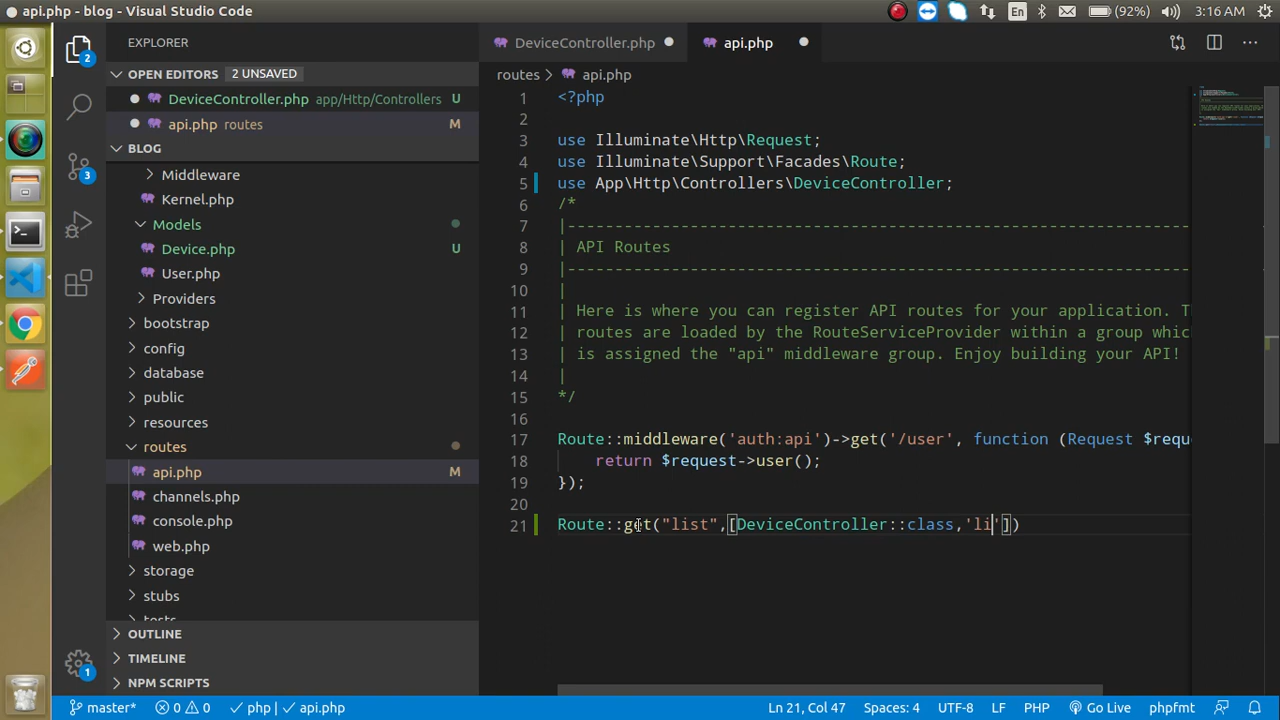 api.php - blog - Visual Studio Code
En
(92%)
3:16 AM
EXPLORER
OPEN EDITORS
2 UNSAVED
DeviceController.php app/Http/Controllers U
api.php routes M
BLOG
Middleware
Kernel.php
Models
Device.php U
User.php
Providers
bootstrap
config
database
public
resources
routes
api.php M
channels.php
console.php
web.php
storage
stubs
tests
OUTLINE
TIMELINE
NPM SCRIPTS
2
3
1
DeviceController.php
api.php
routes > api.php
1 <?php
2
3 use Illuminate\Http\Request;
4 use Illuminate\Support\Facades\Route;
5 use App\Http\Controllers\DeviceController;
6 /*
7 |--------------------------------------------------------------------------
8 | API Routes
9 |--------------------------------------------------------------------------
10 |
11 | Here is where you can register API routes for your application. T
12 | routes are loaded by the RouteServiceProvider within a group whic
13 | is assigned the "api" middleware group. Enjoy building your API!
14 |
15 */
16
17 Route::middleware('auth:api')->get('/user', function (Request $requ
18 return $request->user();
19 });
20
21 Route::get("list",[DeviceController::class,'li'])
master*
0
0
php
api.php
Ln 21, Col 47
Spaces: 4
UTF-8
LF
PHP
Go Live
phpfmt